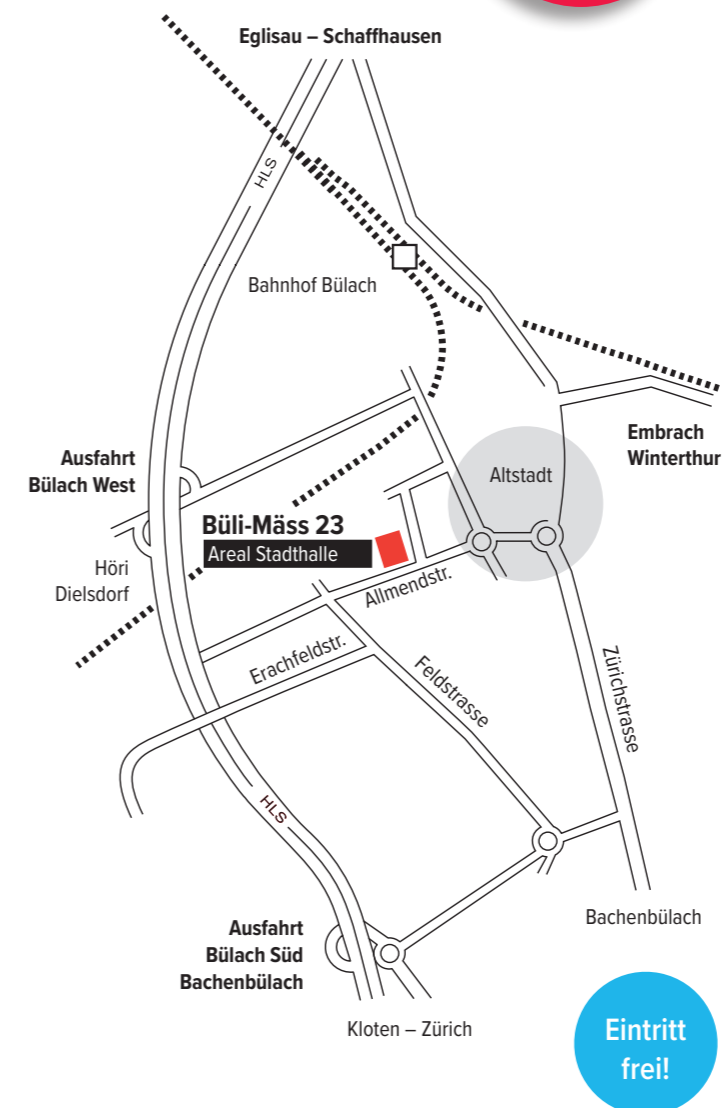 Eglisau – Schaffhausen
HLS
Bahnhof Bülach
Embrach
Winterthur
Ausfahrt
Bülach West
Altstadt
Büli-Mäss 23
Areal Stadthalle
Höri
Dielsdorf
Allmendstr.
Erachfeldstr.
Feldstrasse
Zürichstrasse
HLS
Bachenbülach
Ausfahrt
Bülach Süd
Bachenbülach
Kloten – Zürich
Eintritt
frei!